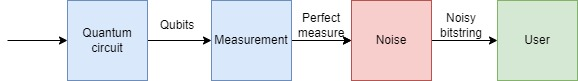 Quantum
circuit
Qubits
Measurement
Perfect
measure
Noise
Noisy
bitstring
User